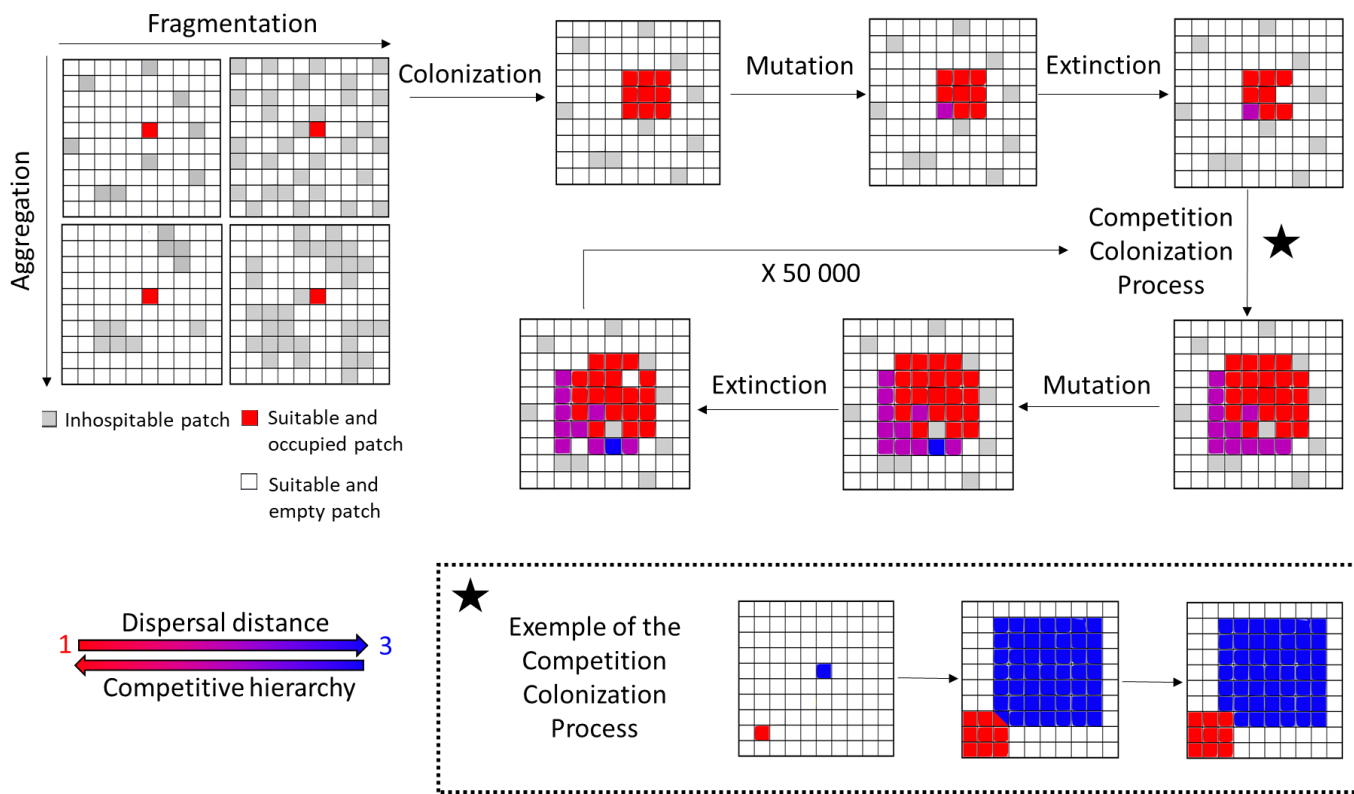 Fragmentation
Aggregation
Colonization
Mutation
Extinction
Competition
Colonization
Process
X 50 000
Extinction
Mutation
Inhospitable patch
Suitable and
occupied patch
Suitable and
empty patch
Dispersal distance
1
3
Competitive hierarchy
Exemple of the
Competition
Colonization
Process